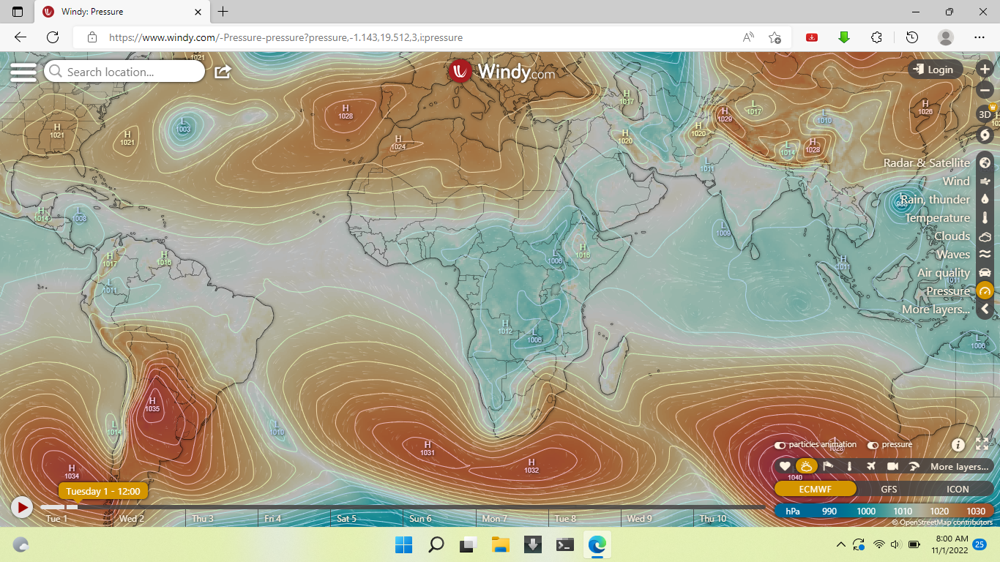 Windy: Pressure
https://www.windy.com/-Pressure-pressure?pressure,-1.143,19.512,3,i:pressure
1021
Search location...
Windy.com
Login
3D
H
1021
H
1021
L
1003
H
1028
H
1024
H
1017
H
1020
H
1020
H
1029
L
1017
L
1010
L
1014
H
1028
H
1026
L
1011
Radar & Satellite
Wind
Rain, thunder
Temperature
Clouds
Waves
Air quality
Pressure
More layers...
H
1014
L
1008
L
1009
H
1017
H
1016
L
1011
L
1006
H
1016
H
1011
1011
H
1012
L
1006
L
1006
H
1035
L
1014
L
1010
H
1031
H
1032
H
1034
1028
1040
particles animation
pressure
More layers...
ECMWF GFS ICON
hPa 990 1000 1010 1020 1030
© OpenStreetMap contributors
Tuesday 1 - 12:00
Tue 1 Wed 2 Thu 3 Fri 4 Sat 5 Sun 6 Mon 7 Tue 8 Wed 9 Thu 10
8:00 AM
11/1/2022
25